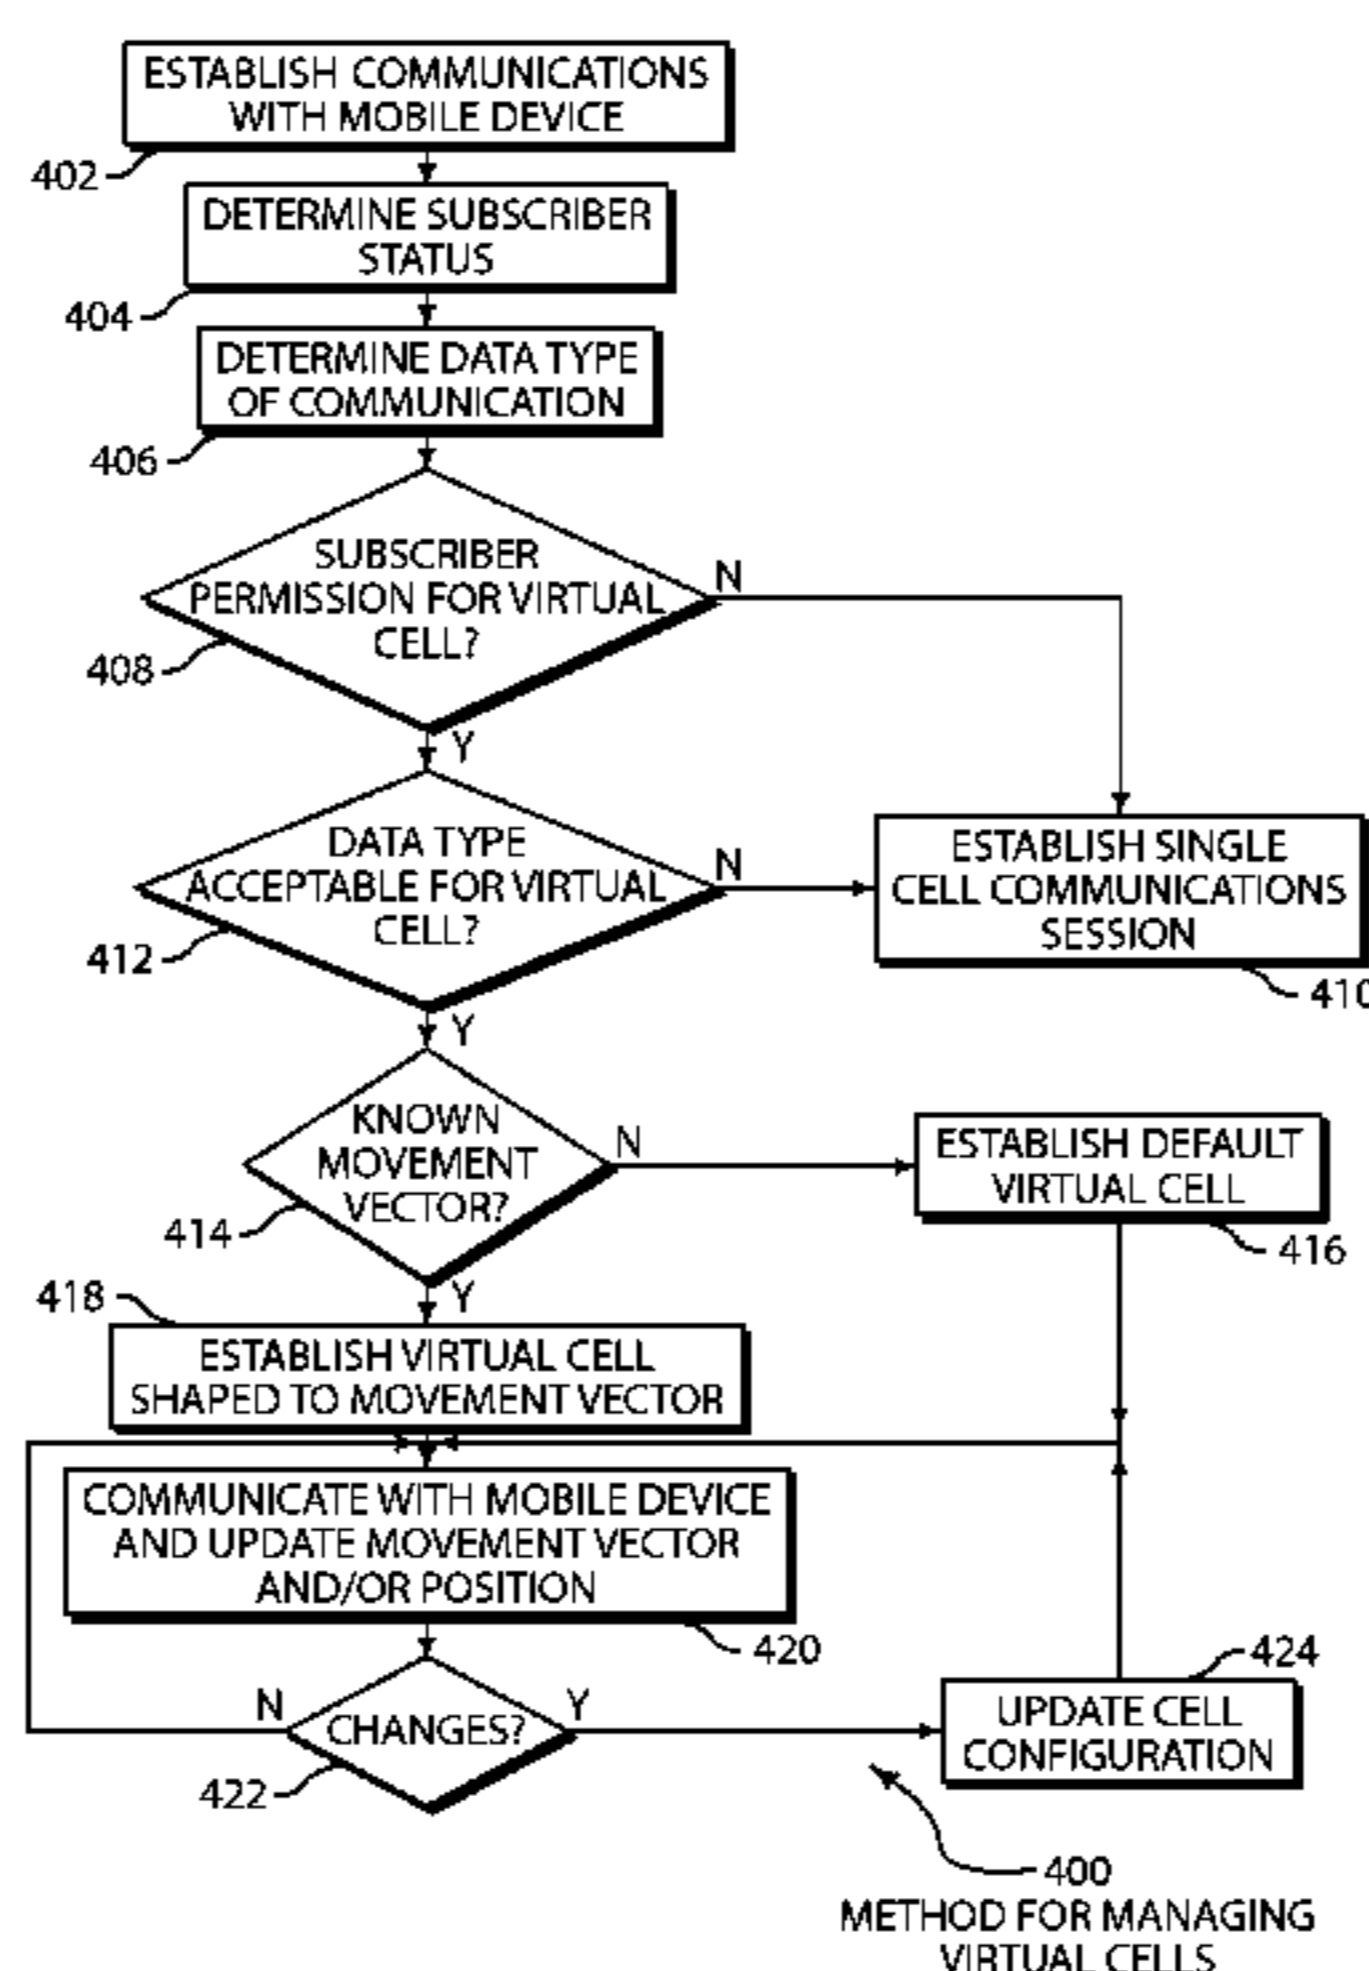 ESTABLISH COMMUNICATIONS
WITH MOBILE DEVICE
402
DETERMINE SUBSCRIBER
STATUS
404
DETERMINE DATA TYPE
OF COMMUNICATION
406
SUBSCRIBER
PERMISSION FOR VIRTUAL
CELL?
N
408
Y
DATA TYPE
ACCEPTABLE FOR VIRTUAL
CELL?
N
412
ESTABLISH SINGLE
CELL COMMUNICATIONS
SESSION
410
Y
KNOWN
MOVEMENT
VECTOR?
N
414
ESTABLISH DEFAULT
VIRTUAL CELL
416
Y
418
ESTABLISH VIRTUAL CELL
SHAPED TO MOVEMENT VECTOR
COMMUNICATE WITH MOBILE DEVICE
AND UPDATE MOVEMENT VECTOR
AND/OR POSITION
420
N
CHANGES?
Y
422
424
UPDATE CELL
CONFIGURATION
400
METHOD FOR MANAGING
VIRTUAL CELLS